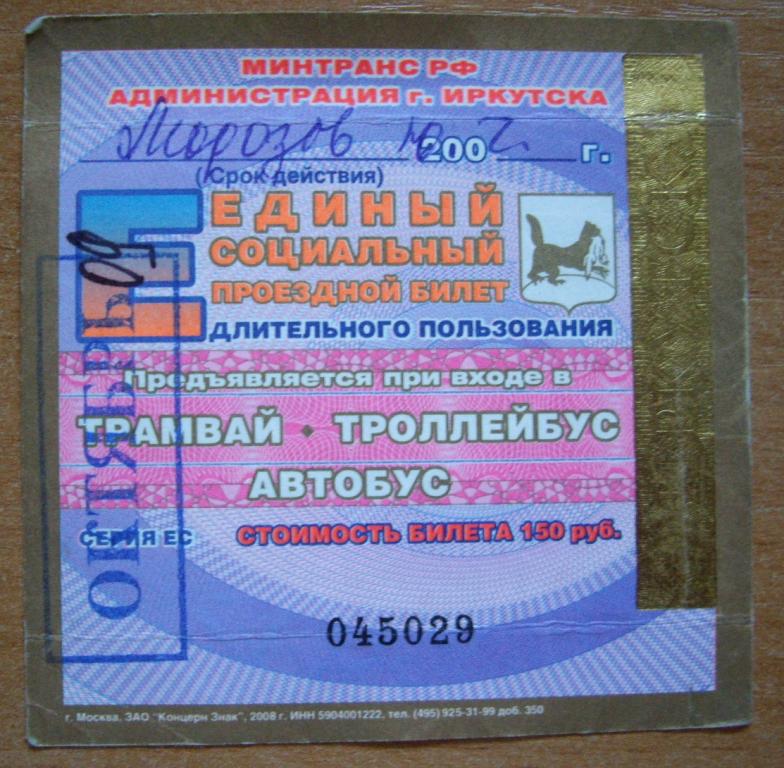 МИНТРАНС РФ
АДМИНИСТРАЦИЯ г. ИРКУТСКА
Морозов 200 г.
(Срок действия)
Е ЕДИНЫЙ
СОЦИАЛЬНЫЙ
ПРОЕЗДНОЙ БИЛЕТ
ДЛИТЕЛЬНОГО ПОЛЬЗОВАНИЯ
Предъявляется при входе в
ТРАМВАЙ • ТРОЛЛЕЙБУС
АВТОБУС
СЕРИЯ ЕС СТОИМОСТЬ БИЛЕТА 150 руб.
045029
г. Москва. ЗАО "Концерн Знак", 2008 г. ИНН 5904001222, тел. (495) 925-31-99 доб. 350
ОКТЯБРЬ 09
ИРКУТСК